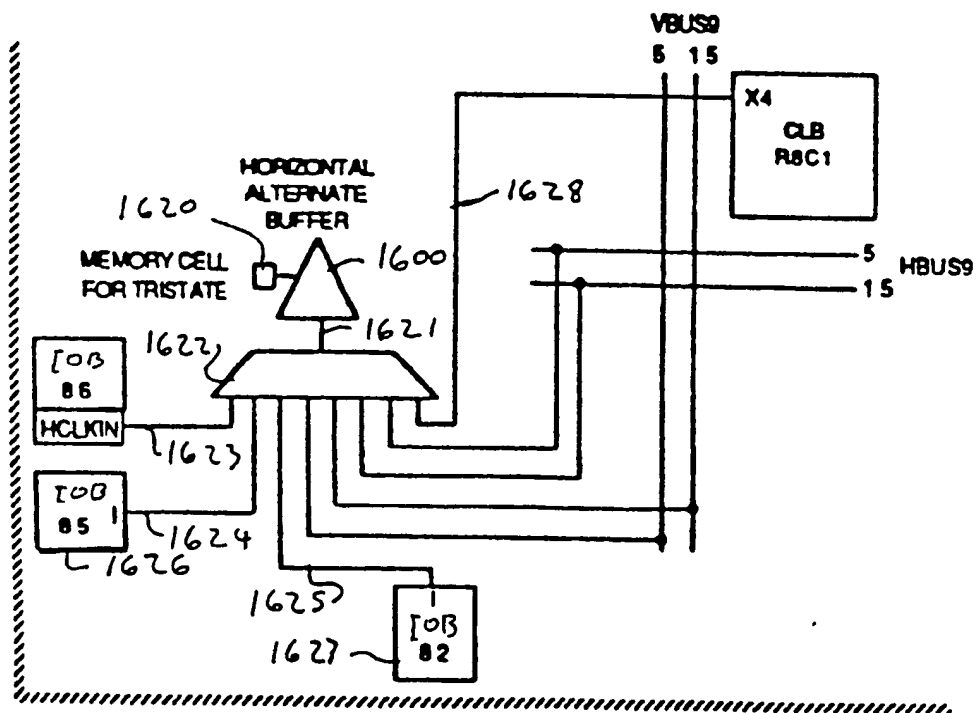 VBUS9
5 15
X4
CLB
R8C1
HORIZONTAL
ALTERNATE
BUFFER
1620
1628
MEMORY CELL
FOR TRISTATE
1600
5
HBUS9
15
1621
1622
IOB
86
HCLKIN
1623
IOB
85 I
1624
1626
1625
I
IOB
82
1627